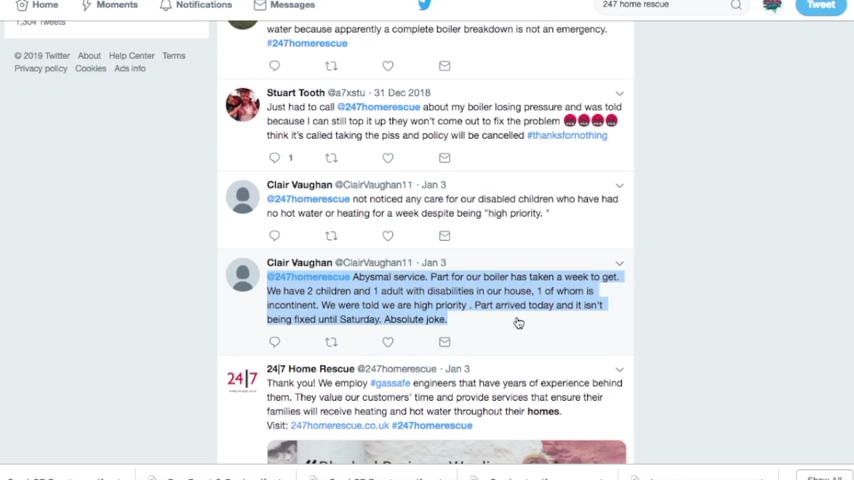 Home Moments Notifications Messages 247 home rescue Tweet
1,304 Tweets
© 2019 Twitter About Help Center Terms
Privacy policy Cookies Ads info
water because apparently a complete boiler breakdown is not an emergency.
#247homerescue
Stuart Tooth @a7xstu · 31 Dec 2018
Just had to call @247homerescue about my boiler losing pressure and was told
because I can still top it up they won't come out to fix the problem
think it's called taking the piss and policy will be cancelled #thanksfornothing
1
Clair Vaughan @ClairVaughan11 · Jan 3
@247homerescue not noticed any care for our disabled children who have had
no hot water or heating for a week despite being "high priority. "
Clair Vaughan @ClairVaughan11 · Jan 3
@247homerescue Abysmal service. Part for our boiler has taken a week to get.
We have 2 children and 1 adult with disabilities in our house, 1 of whom is
incontinent. We were told we are high priority . Part arrived today and it isn't
being fixed until Saturday. Absolute joke.
24|7 Home Rescue @247homerescue · Jan 3
24|7
Thank you! We employ #gassafe engineers that have years of experience behind
them. They value our customers' time and provide services that ensure their
families will receive heating and hot water throughout their homes.
Visit: 247homerescue.co.uk #247homerescue
Show All